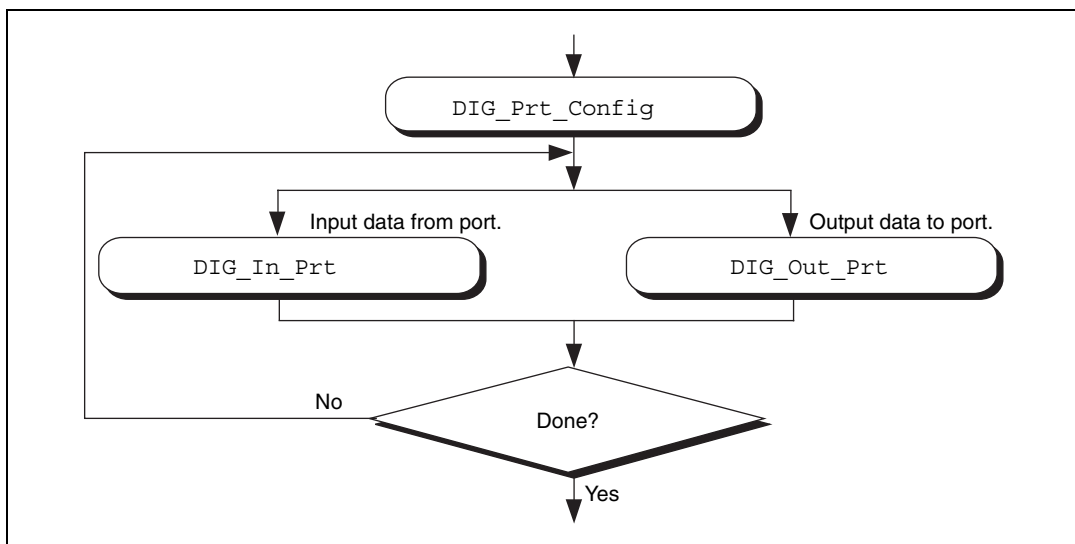 DIG_Prt_Config
Input data from port.
Output data to port.
DIG_In_Prt
DIG_Out_Prt
No
Done?
Yes